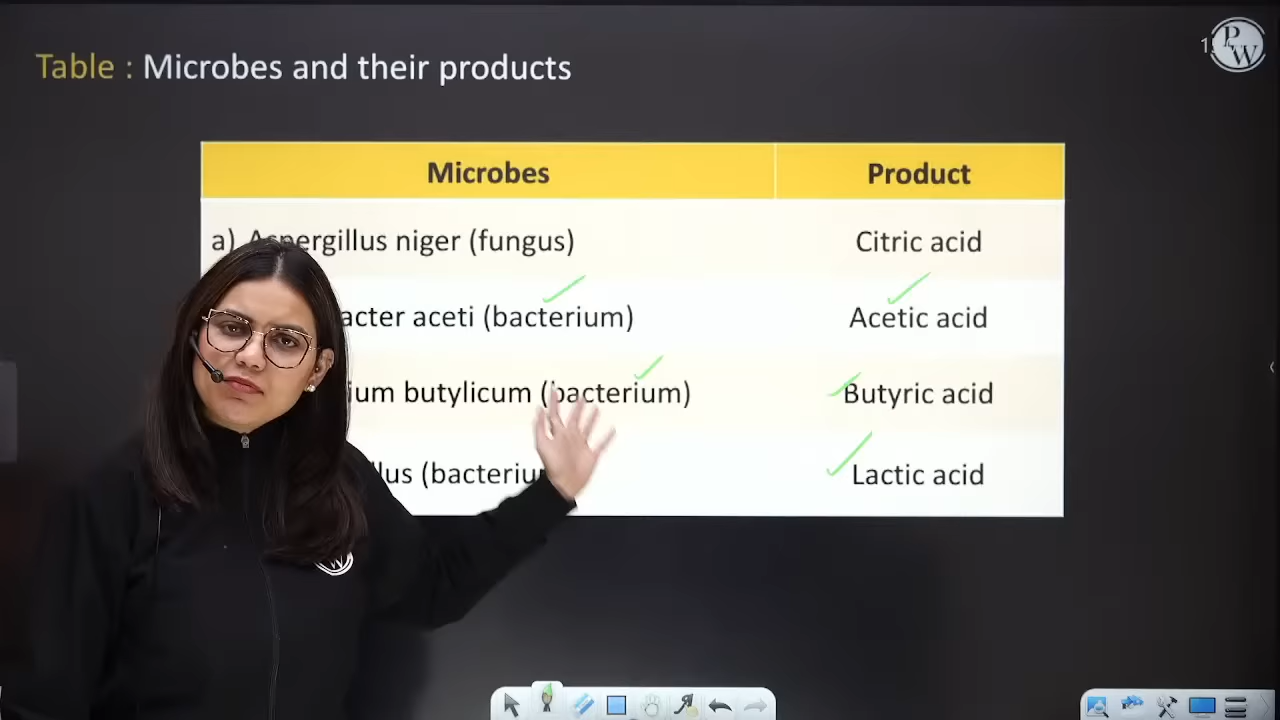 Table : Microbes and their products
PW
Microbes Product
a) Aspergillus niger (fungus) Citric acid
acter aceti (bacterium) Acetic acid
ium butylicum (bacterium) Butyric acid
llus (bacteriu Lactic acid